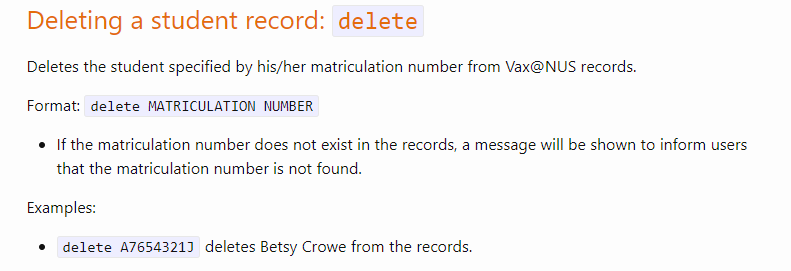 Deleting a student record: delete
Deletes the student specified by his/her matriculation number from Vax@NUS records.
Format: delete MATRICULATION NUMBER
If the matriculation number does not exist in the records, a message will be shown to inform users
that the matriculation number is not found.
Examples:
delete A7654321J deletes Betsy Crowe from the records.